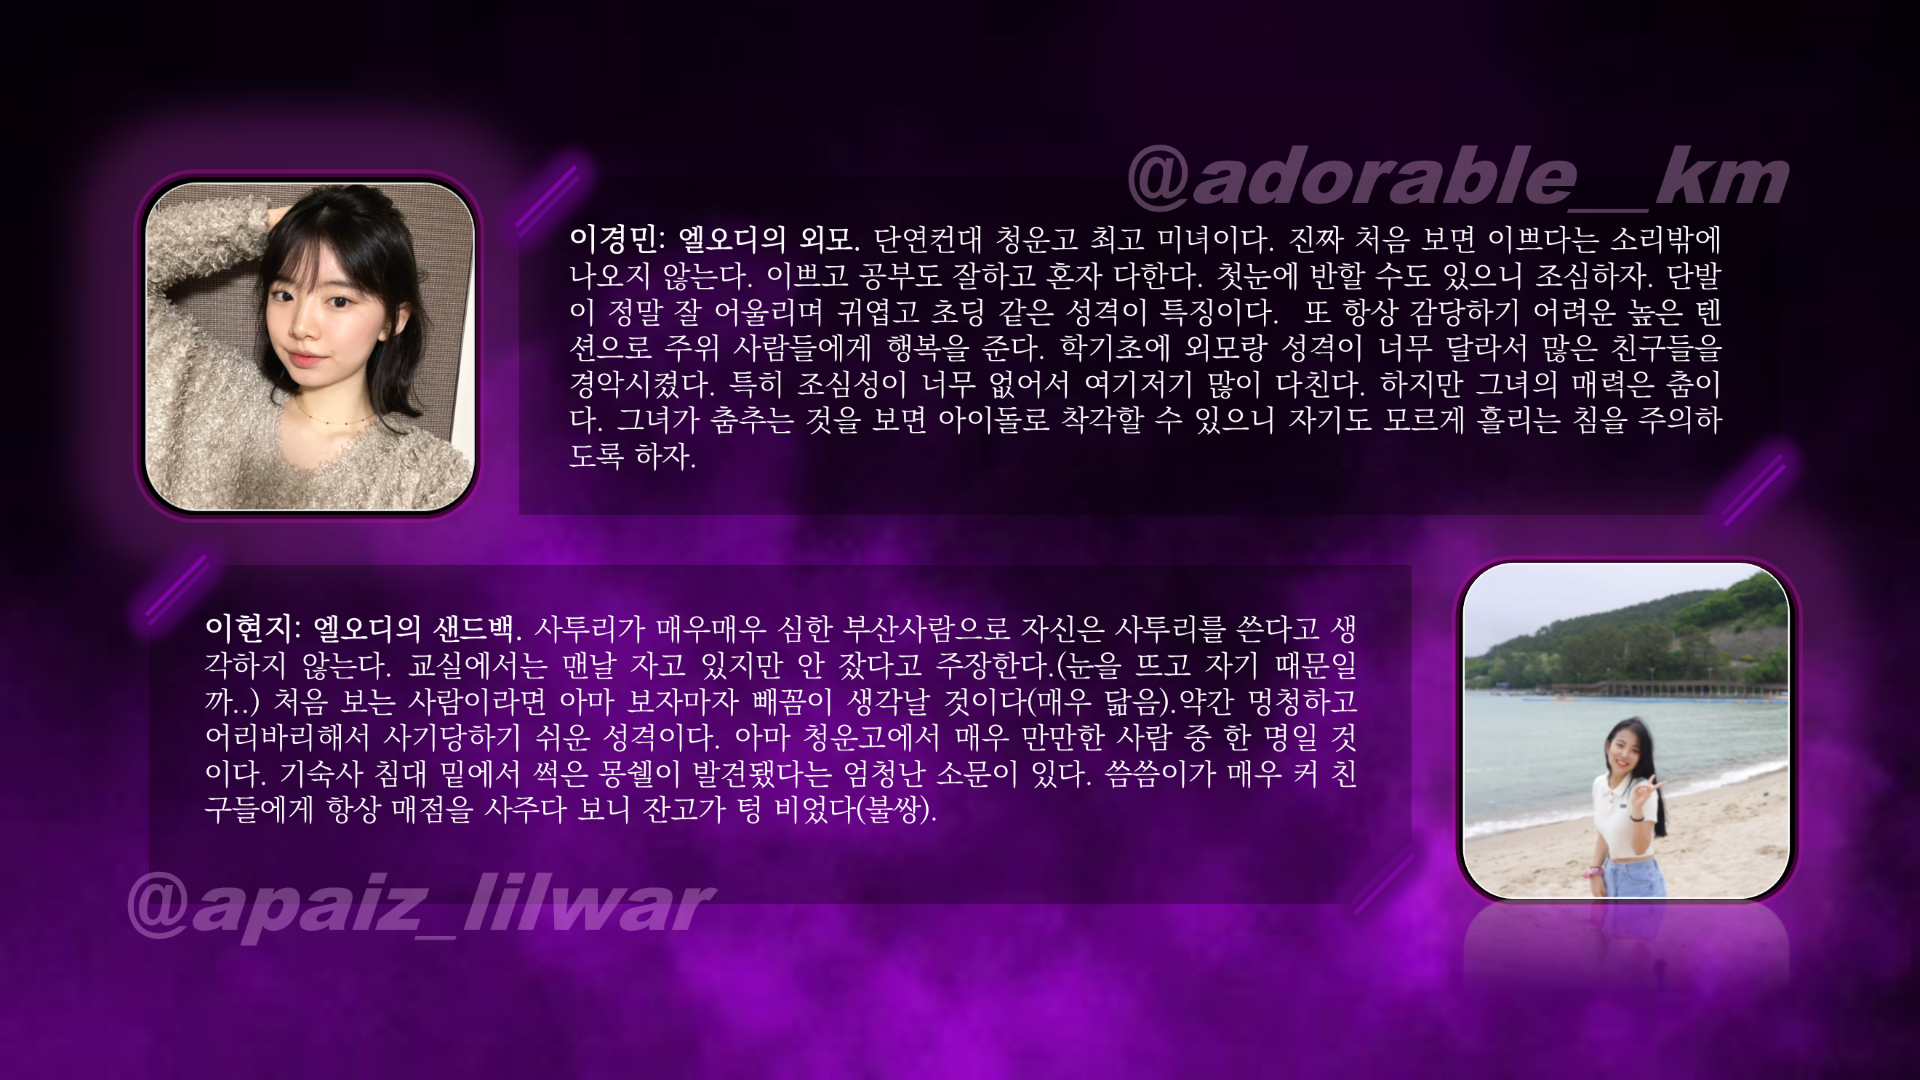 @adorable__km
이경민: 엘오디의 외모. 단연컨대 청운고 최고 미녀이다. 진짜 처음 보면 이쁘다는 소리밖에
나오지 않는다. 이쁘고 공부도 잘하고 혼자 다한다. 첫눈에 반할 수도 있으니 조심하자. 단발
이 정말 잘 어울리며 귀엽고 초딩 같은 성격이 특징이다. 또 항상 감당하기 어려운 높은 텐
션으로 주위 사람들에게 행복을 준다. 학기초에 외모랑 성격이 너무 달라서 많은 친구들을
경악시켰다. 특히 조심성이 너무 없어서 여기저기 많이 다친다. 하지만 그녀의 매력은 춤이
다. 그녀가 춤추는 것을 보면 아이돌로 착각할 수 있으니 자기도 모르게 흘리는 침을 주의하
도록 하자.
이현지: 엘오디의 샌드백. 사투리가 매우매우 심한 부산사람으로 자신은 사투리를 쓴다고 생
각하지 않는다. 교실에서는 맨날 자고 있지만 안 잤다고 주장한다.(눈을 뜨고 자기 때문일
까..) 처음 보는 사람이라면 아마 보자마자 빼꼼이 생각날 것이다(매우 닮음).약간 멍청하고
어리바리해서 사기당하기 쉬운 성격이다. 아마 청운고에서 매우 만만한 사람 중 한 명일 것
이다. 기숙사 침대 밑에서 썩은 몽쉘이 발견됐다는 엄청난 소문이 있다. 씀씀이가 매우 커 친
구들에게 항상 매점을 사주다 보니 잔고가 텅 비었다(불쌍).
@apaiz_lilwar